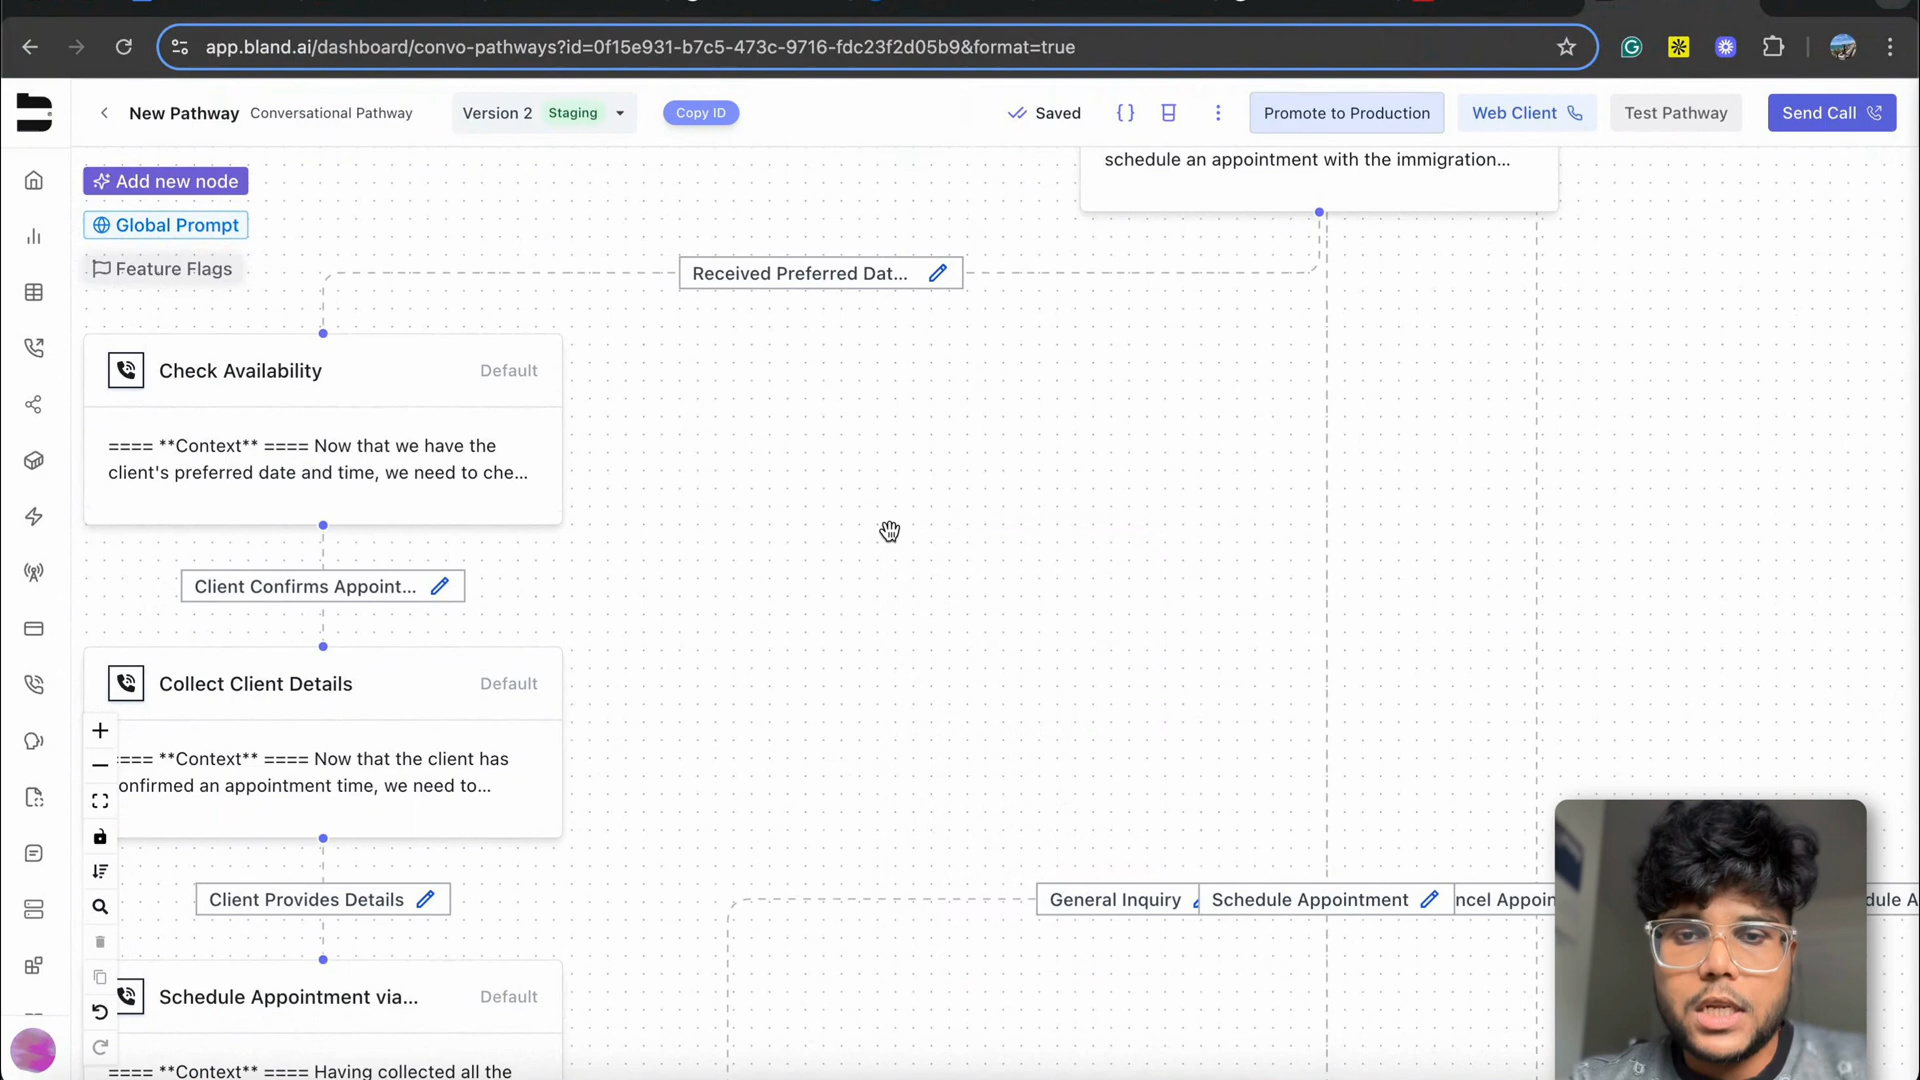 app.bland.ai/dashboard/convo-pathways?id=0f15e931-b7c5-473c-9716-fdc23f2d05b9&format=true
New Pathway Conversational Pathway Version 2 Staging Copy ID Saved {} Promote to Production Web Client Test Pathway Send Call
schedule an appointment with the immigration...
Add new node
Global Prompt
Feature Flags
Received Preferred Dat...
Check Availability Default
==== **Context** ==== Now that we have the
client's preferred date and time, we need to che...
Client Confirms Appoint...
Collect Client Details Default
=== **Context** ==== Now that the client has
onfirmed an appointment time, we need to...
Client Provides Details
General Inquiry Schedule Appointment ncel Appoin dule A
Schedule Appointment via... Default
==== **Context** ==== Having collected all the